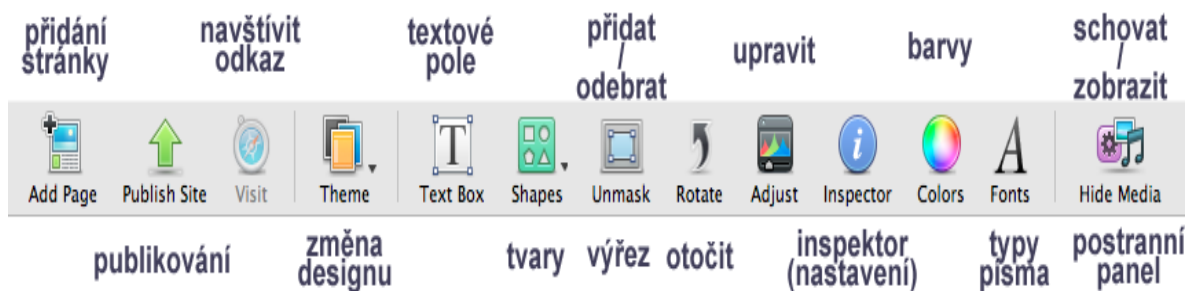 přidání
stránky
navštívit
odkaz
textové
pole
přidat
/
odebrat
upravit
barvy
schovat
/
zobrazit
Add Page
Publish Site
Visit
Theme
Text Box
Shapes
Unmask
Rotate
Adjust
Inspector
Colors
Fonts
Hide Media
publikování
změna
designu
tvary
výřez
otočit
inspektor
(nastavení)
typy
písma
postranní
panel